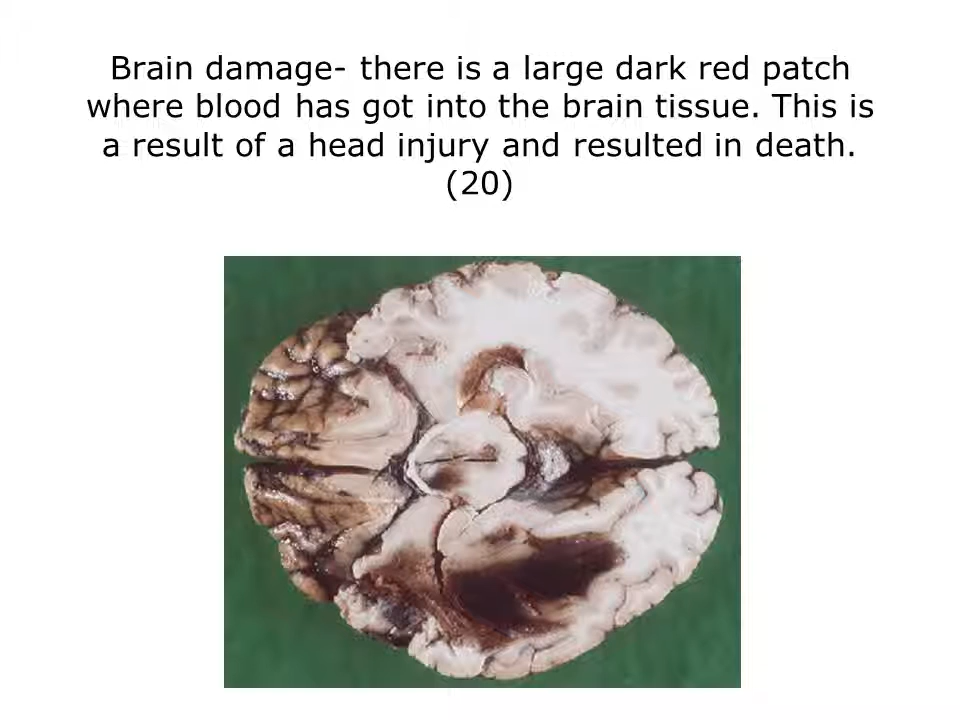 Brain damage- there is a large dark red patch
where blood has got into the brain tissue. This is
a result of a head injury and resulted in death.
(20)